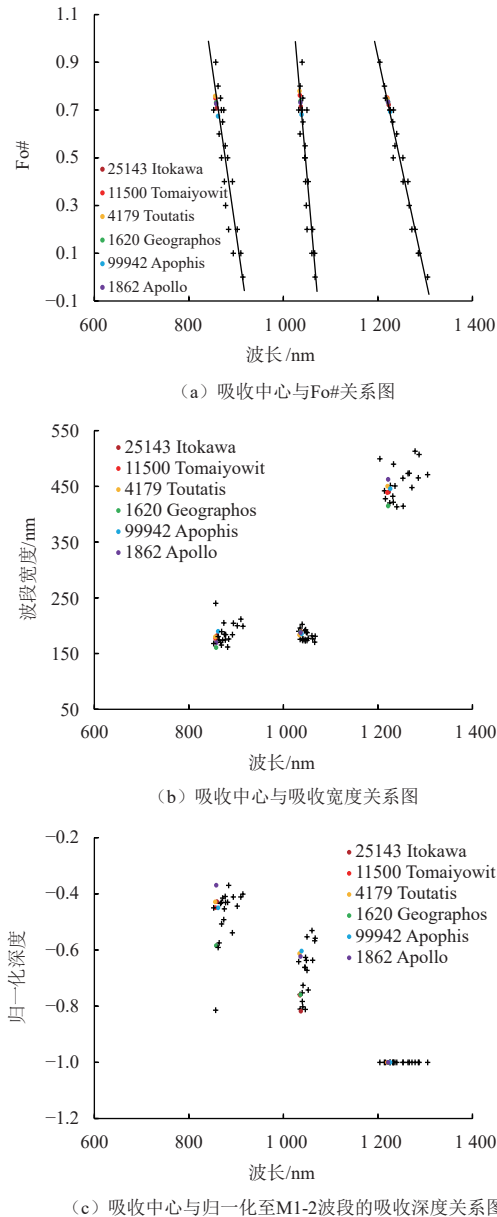 1.1
0.9
0.7
0.5
0.3
0.1
−0.1
Fo#
25143 Itokawa
11500 Tomaiyowit
4179 Toutatis
1620 Geographos
99942 Apophis
1862 Apollo
600 800 1 000 1 200 1 400
波长/nm
（a）吸收中心与Fo#关系图
550
450
350
250
150
50
波段宽度/nm
25143 Itokawa
11500 Tomaiyowit
4179 Toutatis
1620 Geographos
99942 Apophis
1862 Apollo
600 800 1 000 1 200 1 400
波长/nm
（b）吸收中心与吸收宽度关系图
−0.2
−0.4
−0.6
−0.8
−1.0
−1.2
归一化深度
25143 Itokawa
11500 Tomaiyowit
4179 Toutatis
1620 Geographos
99942 Apophis
1862 Apollo
600 800 1 000 1 200 1 400
波长/nm
（c）吸收中心与归一化至M1-2波段的吸收深度关系图